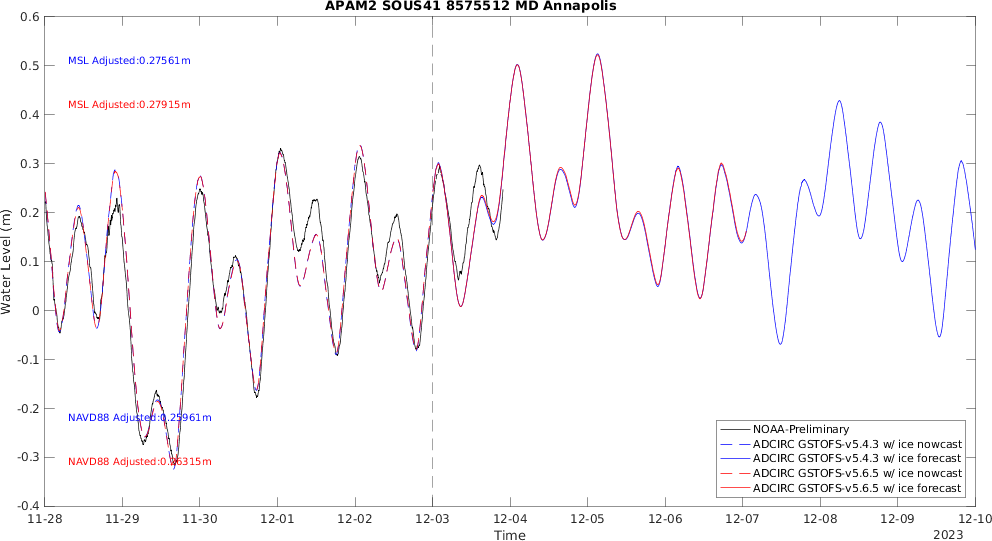 APAM2 SOUS41 8575512 MD Annapolis
0.6
0.5
0.4
0.3
0.2
0.1
0
-0.1
-0.2
-0.3
-0.4
Water Level (m)
MSL Adjusted:0.27561m
MSL Adjusted:0.27915m
NAVD88 Adjusted:0.25961m
NAVD88 Adjusted:0.26315m
NOAA-Preliminary
ADCIRC GSTOFS-v5.4.3 w/ ice nowcast
ADCIRC GSTOFS-v5.4.3 w/ ice forecast
ADCIRC GSTOFS-v5.6.5 w/ ice nowcast
ADCIRC GSTOFS-v5.6.5 w/ ice forecast
11-28 11-29 11-30 12-01 12-02 12-03 12-04 12-05 12-06 12-07 12-08 12-09 12-10
Time
2023